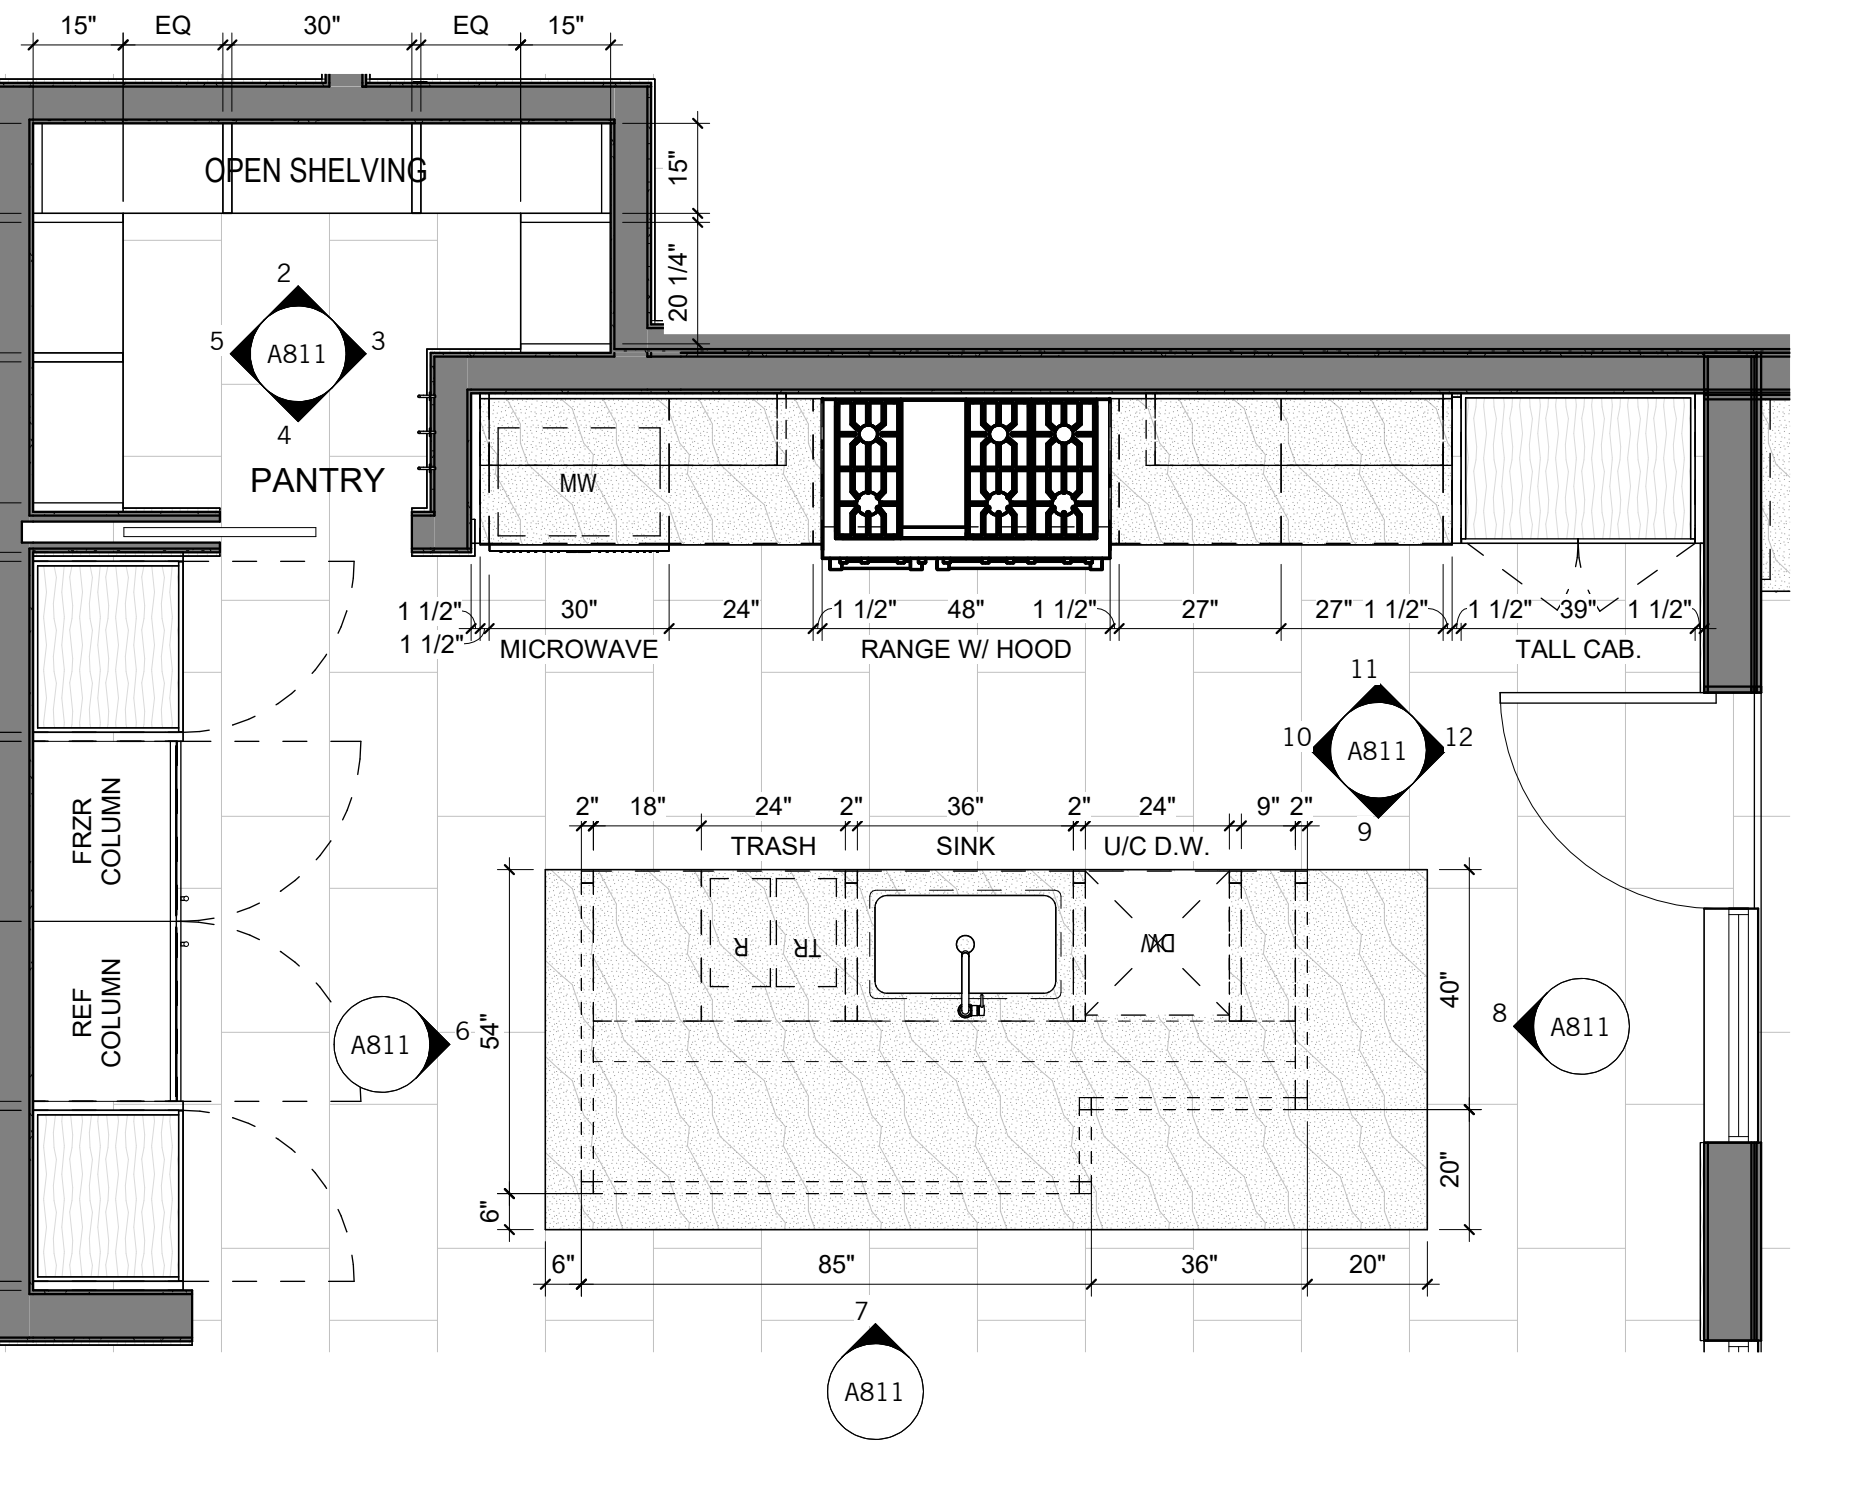 15" EQ 30" EQ 15"
OPEN SHELVING
15"
20 1/4"
2
5 A811 3
4
PANTRY
MW
1 1/2" 30" 24" 1 1/2" 48" 1 1/2" 27" 27" 1 1/2" 1 1/2" 39" 1 1/2"
1 1/2" MICROWAVE RANGE W/ HOOD TALL CAB.
11
10 A811 12
9
FRZR
COLUMN
REF
COLUMN
2" 18" 24" 2" 36" 2" 24" 9" 2"
TRASH SINK U/C D.W.
R TR DW
54"
6"
40"
20"
A811 6
8 A811
6" 85" 36" 20"
7
A811